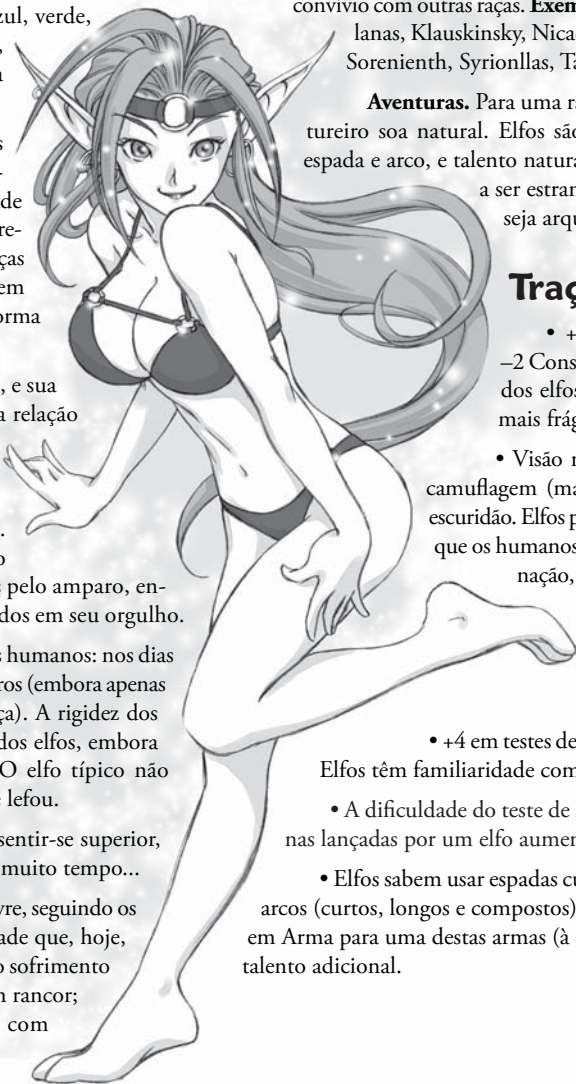 zul, verde,
,
a
s
-
de
re-
ças
em
orma
, e sua
a relação
.
o
s pelo amparo, en-
dos em seu orgulho.
s humanos: nos dias
ros (embora apenas
ça). A rigidez dos
dos elfos, embora
O elfo típico não
e lefou.
sentir-se superior,
muito tempo...
vre, seguindo os
ade que, hoje,
o sofrimento
m rancor;
com
convívio com outras raças. Exem
lanas, Klauskinsky, Nica
Sorenienth, Syrionllas, Ta
Aventuras. Para uma ra
tureiro soa natural. Elfos são
espada e arco, e talento natura
a ser estran
seja arqu
Traç
• +
–2 Cons
dos elfos
mais frág
• Visão n
camuflagem (ma
escuridão. Elfos p
que os humanos
nação,
• +4 em testes de
Elfos têm familiaridade com
• A dificuldade do teste de
nas lançadas por um elfo aumen
• Elfos sabem usar espadas cu
arcos (curtos, longos e compostos)
em Arma para uma destas armas (à
talento adicional.